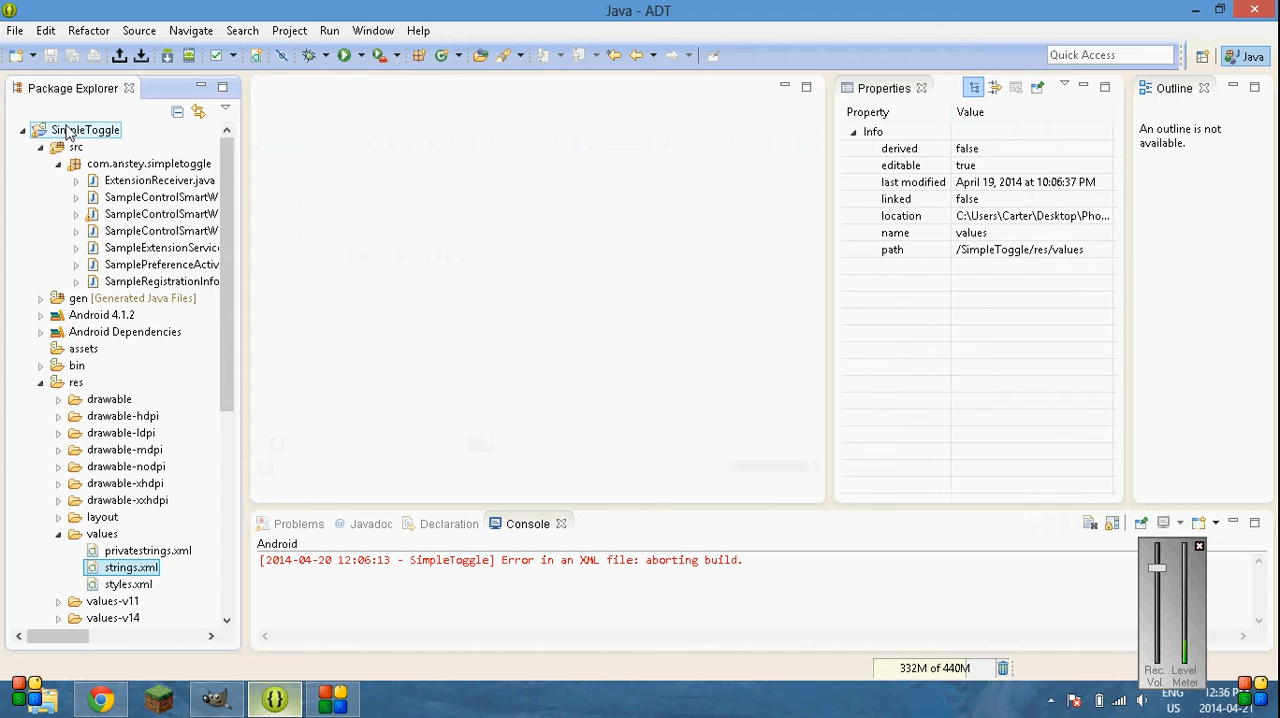 Java - ADT
File Edit Refactor Source Navigate Search Project Run Window Help
Quick Access
Java
Package Explorer
SimpleToggle
src
com.anstey.simpletoggle
ExtensionReceiver.java
SampleControlSmartW
SampleControlSmartW
SampleControlSmartW
SampleExtensionService
SamplePreferenceActiv
SampleRegistrationInfo
gen [Generated Java Files]
Android 4.1.2
Android Dependencies
assets
bin
res
drawable
drawable-hdpi
drawable-ldpi
drawable-mdpi
drawable-nodpi
drawable-xhdpi
drawable-xxhdpi
layout
values
privatestrings.xml
strings.xml
styles.xml
values-v11
values-v14
Properties
Property Value
Info
derived false
editable true
last modified April 19, 2014 at 10:06:37 PM
linked false
location C:\Users\Carter\Desktop\Pho...
name values
path /SimpleToggle/res/values
Outline
An outline is not
available.
Problems Javadoc Declaration Console
Android
[2014-04-20 12:06:13 - SimpleToggle] Error in an XML file: aborting build.
Rec. Level
Vol. Meter
332M of 440M
ENG 12:36 PM
US 2014-04-21